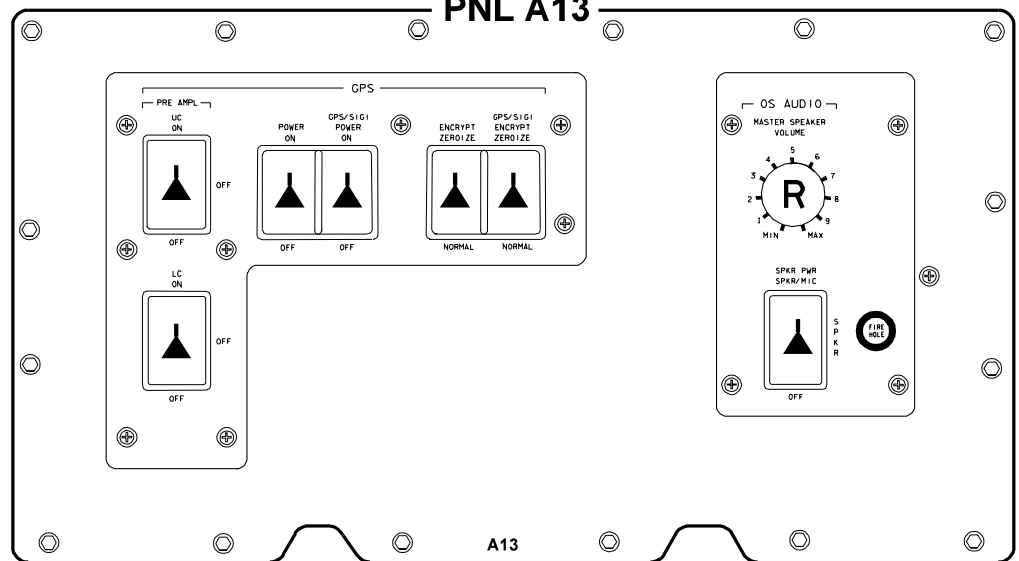 PNL A13
GPS
PRE AMPL
UC
ON
OFF
OFF
LC
ON
OFF
OFF
POWER
ON
OFF
GPS/SIGI
POWER
ON
OFF
ENCRYPT
ZEROIZE
NORMAL
GPS/SIGI
ENCRYPT
ZEROIZE
NORMAL
OS AUDIO
MASTER SPEAKER
VOLUME
MIN
1
2
3
4
5
6
7
8
9
MAX
R
SPKR PWR
SPKR/MIC
SPKR
OFF
FIRE
HOLE
A13